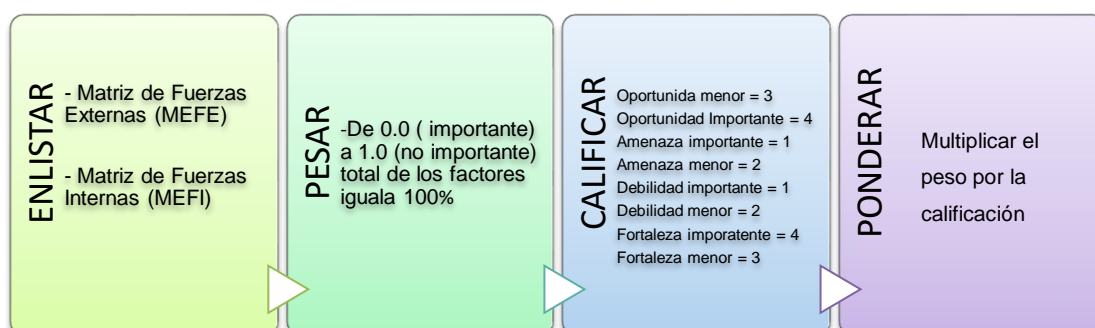 ENLISTAR
- Matriz de Fuerzas
Externas (MEFE)
- Matriz de Fuerzas
Internas (MEFI)
PESAR
-De 0.0 ( importante)
a 1.0 (no importante)
total de los factores
iguala 100%
CALIFICAR
Oportunida menor = 3
Oportunidad Importante = 4
Amenaza importante = 1
Amenaza menor = 2
Debilidad importante = 1
Debilidad menor = 2
Fortaleza imporatente = 4
Fortaleza menor = 3
PONDERAR
Multiplicar el
peso por la
calificación